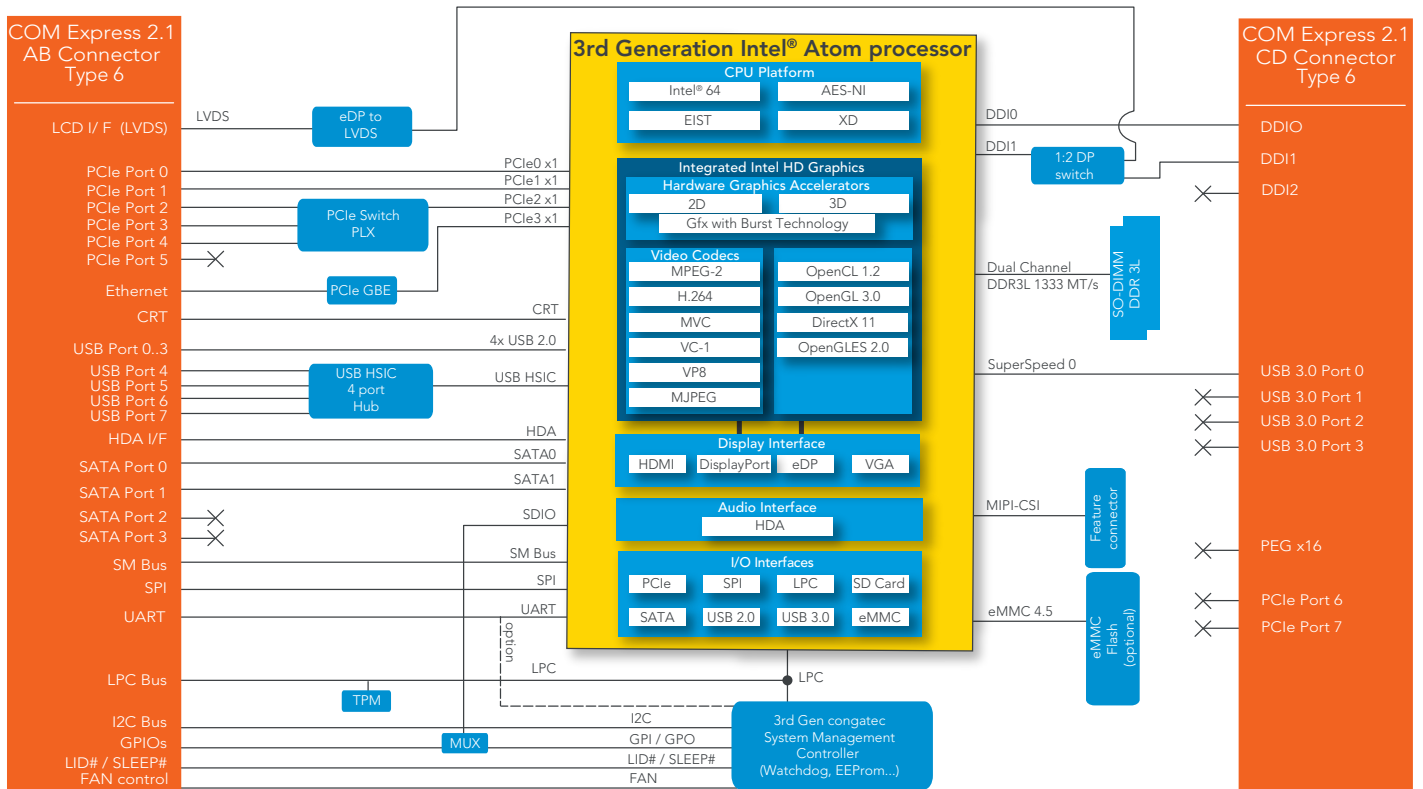 COM Express 2.1
AB Connector
Type 6
LCD I/ F (LVDS)
PCIe Port 0
PCIe Port 1
PCIe Port 2
PCIe Port 3
PCIe Port 4
PCIe Port 5
Ethernet
CRT
USB Port 0..3
USB Port 4
USB Port 5
USB Port 6
USB Port 7
HDA I/F
SATA Port 0
SATA Port 1
SATA Port 2
SATA Port 3
SM Bus
SPI
UART
LPC Bus
I2C Bus
GPIOs
LID# / SLEEP#
FAN control
LVDS
eDP to
LVDS
PCIe Switch
PLX
PCIe GBE
USB HSIC
4 port
Hub
TPM
MUX
PCIe0 x1
PCIe1 x1
PCIe2 x1
PCIe3 x1
CRT
4x USB 2.0
USB HSIC
HDA
SATA0
SATA1
SDIO
SM Bus
SPI
UART
option
LPC
LPC
I2C
GPI / GPO
LID# / SLEEP#
FAN
3rd Generation Intel® Atom processor
CPU Platform
Intel® 64
AES-NI
EIST
XD
Integrated Intel HD Graphics
Hardware Graphics Accelerators
2D
3D
Gfx with Burst Technology
Video Codecs
MPEG-2
H.264
MVC
VC-1
VP8
MJPEG
OpenCL 1.2
OpenGL 3.0
DirectX 11
OpenGLES 2.0
Display Interface
HDMI
DisplayPort
eDP
VGA
Audio Interface
HDA
I/O Interfaces
PCIe
SPI
LPC
SD Card
SATA
USB 2.0
USB 3.0
eMMC
3rd Gen congatec
System Management
Controller
(Watchdog, EEProm...)
DDI0
DDI1
1:2 DP
switch
Dual Channel
DDR3L 1333 MT/s
SO-DIMM
DDR 3L
SuperSpeed 0
MIPI-CSI
Feature
connector
eMMC 4.5
eMMC
Flash
(optional)
COM Express 2.1
CD Connector
Type 6
DDIO
DDI1
DDI2
USB 3.0 Port 0
USB 3.0 Port 1
USB 3.0 Port 2
USB 3.0 Port 3
PEG x16
PCIe Port 6
PCIe Port 7